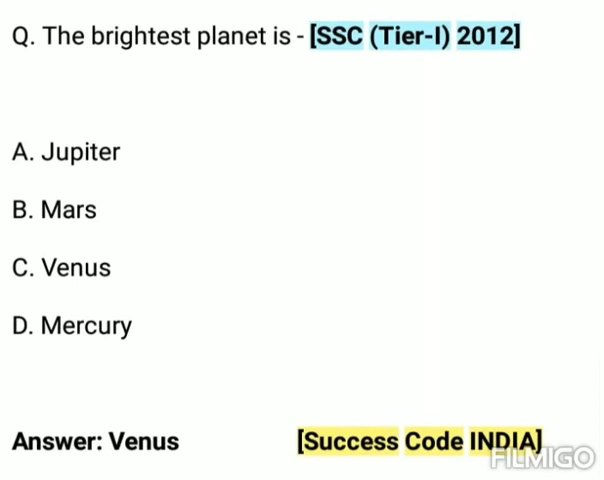 Q. The brightest planet is - [SSC (Tier-I) 2012]
A. Jupiter
B. Mars
C. Venus
D. Mercury
Answer: Venus [Success Code INDIA]
FILMIGO